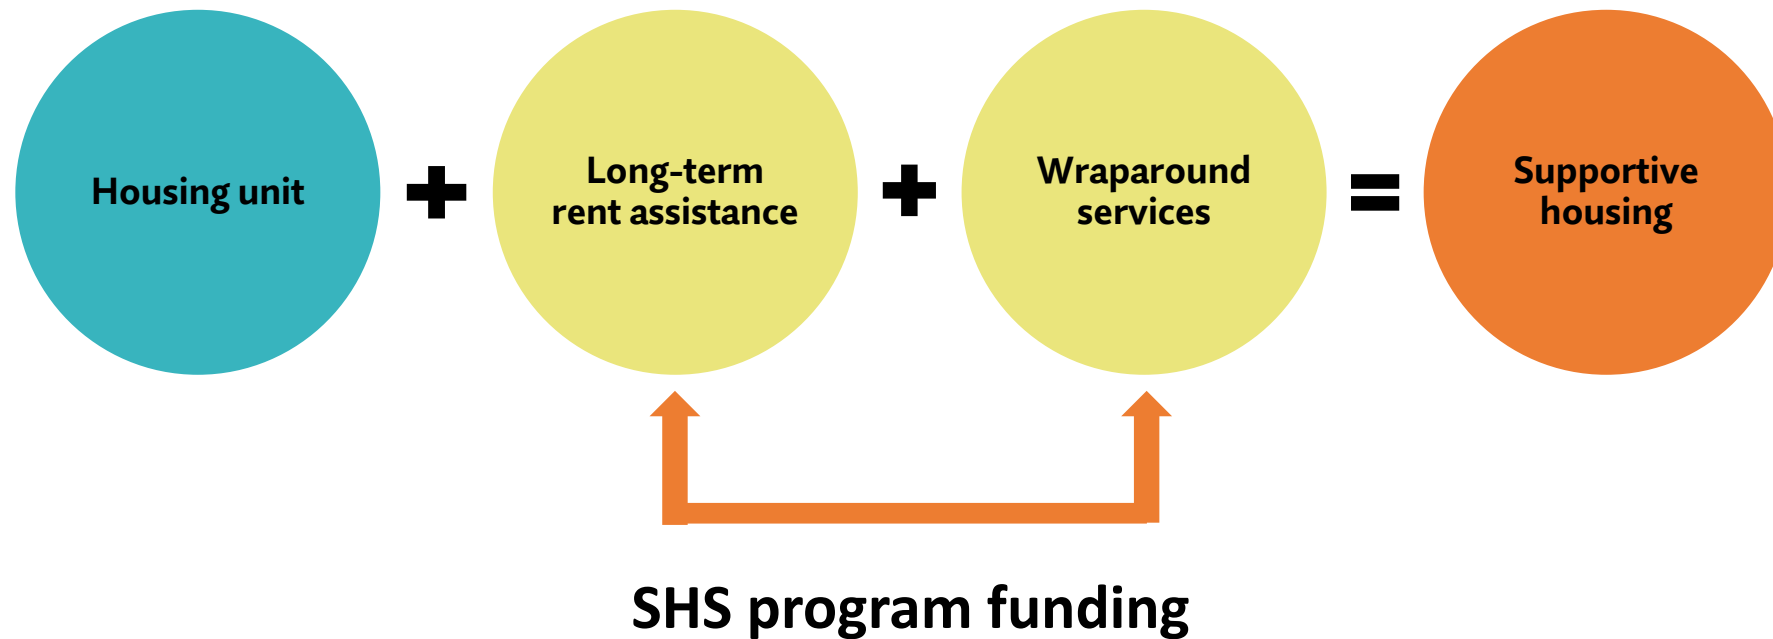 Housing unit
+
Long-term
rent assistance
+
Wraparound
services
=
Supportive
housing
SHS program funding